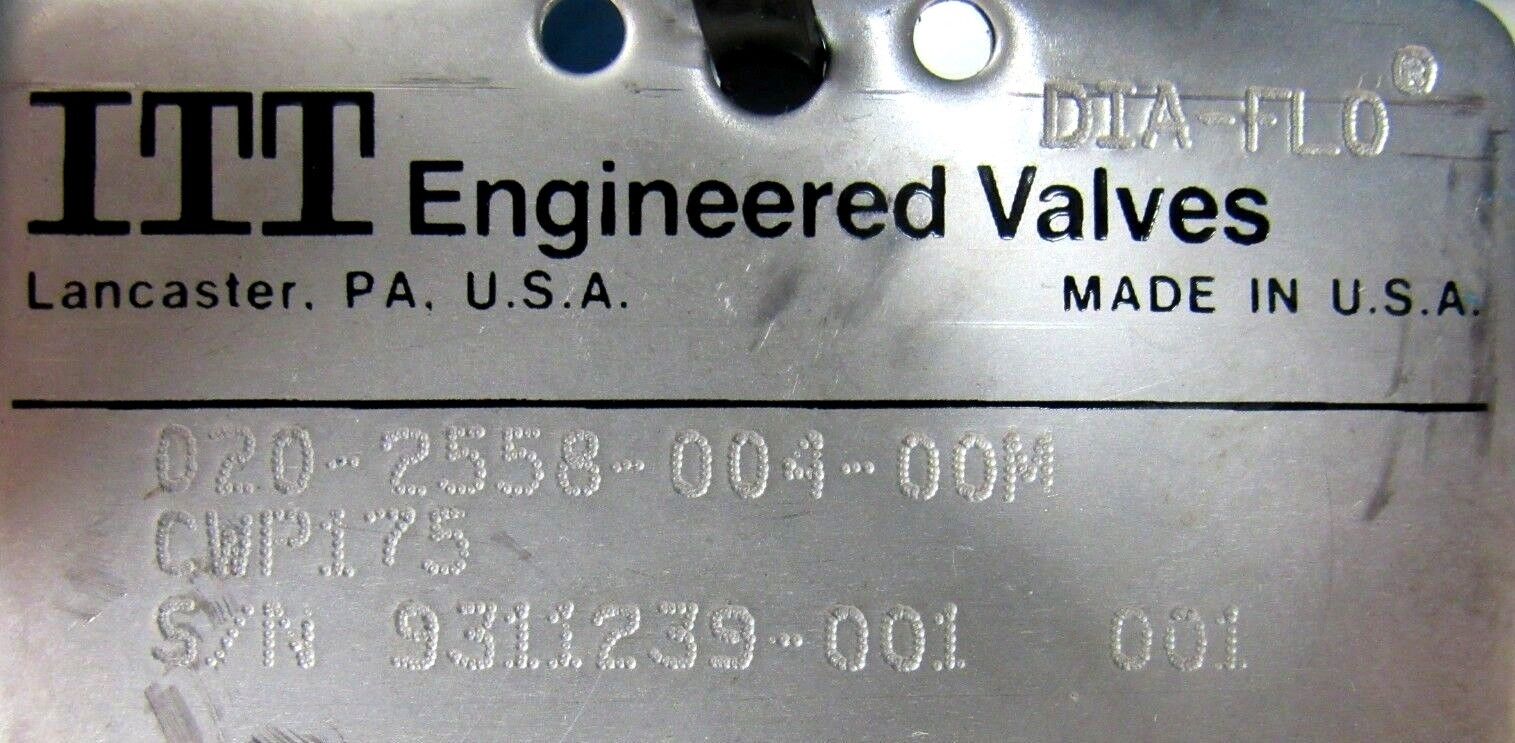 DIA-FLO®
ITT Engineered Valves
Lancaster, PA, U.S.A. MADE IN U.S.A.
020-2558-004-00M
CWP175
S/N 9311239-001 001